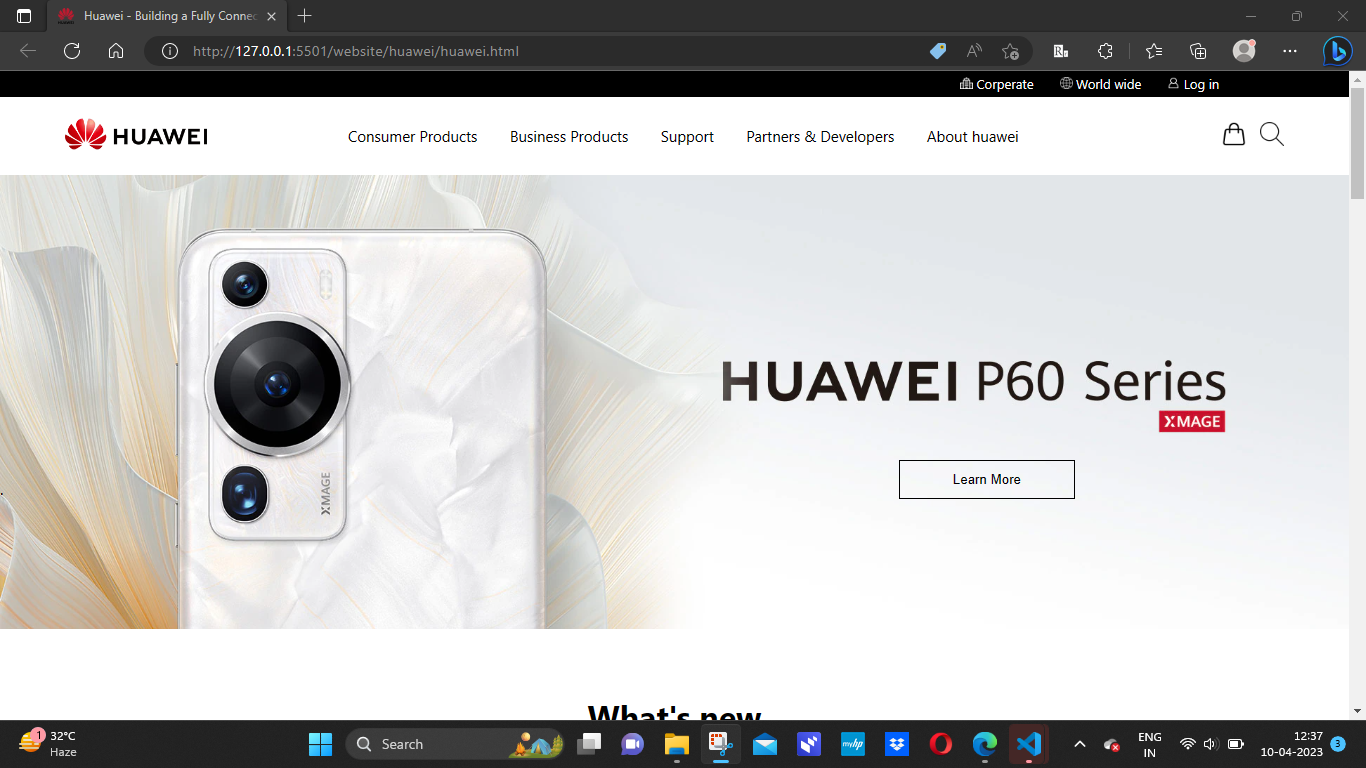 Huawei - Building a Fully Connec
http://127.0.0.1:5501/website/huawei/huawei.html
Corperate World wide Log in
HUAWEI Consumer Products Business Products Support Partners & Developers About huawei
HUAWEI P60 Series
XMAGE
XMAGE
Learn More
What's new
1 32°C
Haze
Search
myhp
ENG
IN
12:37
10-04-2023
3